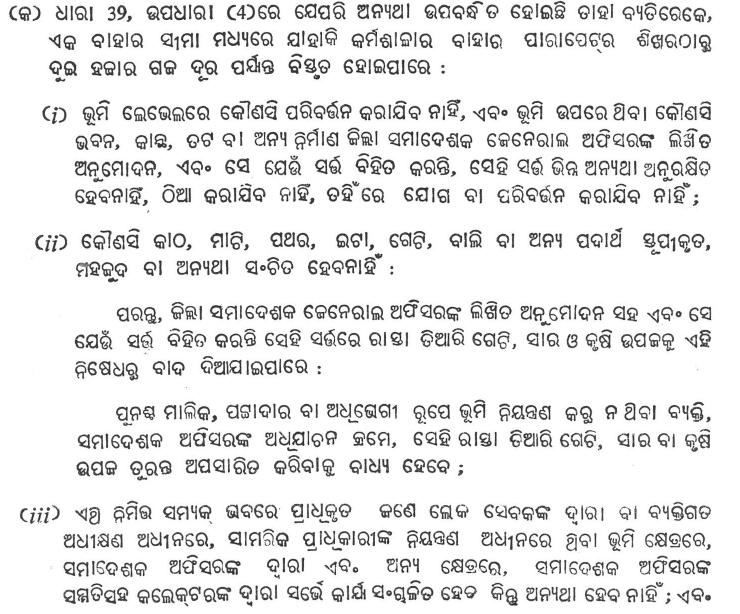 (କ) ଧାରା 39, ଉପଧାରା (4)ରେ ଯେପରି ଅନ୍ୟଥା ଉପବନ୍ଧିତ ହୋଇଛି ତାହା ବ୍ୟତିରେକେ,
ଏକ ବାହାର ସୀମା ମଧ୍ୟରେ ଯାହାକି କର୍ମଶାଳାର ବାହାର ପାରାପେଟ୍‌ର ଶିଖରଠାରୁ
ଦୁଇ ହଜାର ଗଜ ଦୂର ପର୍ଯ୍ୟନ୍ତ ବିସ୍ତୃତ ହୋଇପାରେ :
(i) ଭୂମି ଲେଭେଲରେ କୌଣସି ପରିବର୍ତ୍ତନ କରାଯିବ ନାହିଁ, ଏବଂ ଭୂମି ଉପରେ ଥିବା କୌଣସି
ଭବନ, କାନ୍ଥ, ତଟ ବା ଅନ୍ୟ ନିର୍ମାଣ ଜିଲ୍ଲା ସମାଦେଶକ ଜେନେରାଲ ଅଫିସରଙ୍କ ଲିଖିତ
ଅନୁମୋଦନ, ଏବଂ ସେ ଯେଉଁ ସର୍ତ୍ତ ବିହିତ କରନ୍ତି, ସେହି ସର୍ତ୍ତ ଭିନ୍ନ ଅନ୍ୟଥା ଅନୁରକ୍ଷିତ
ହେବନାହିଁ, ଠିଆ କରାଯିବ ନାହିଁ, ତହିଁରେ ଯୋଗ ବା ପରିବର୍ତ୍ତନ କରାଯିବ ନାହିଁ ;
(ii) କୌଣସି କାଠ, ମାଟି, ପଥର, ଇଟା, ଗେଟି, ବାଲି ବା ଅନ୍ୟ ପଦାର୍ଥ ସ୍ତୂପୀକୃତ,
ମହଜୁଦ ବା ଅନ୍ୟଥା ସଂଚିତ ହେବନାହିଁ :
ପରନ୍ତୁ, ଜିଲ୍ଲା ସମାଦେଶକ ଜେନେରାଲ ଅଫିସରଙ୍କ ଲିଖିତ ଅନୁମୋଦନ ସହ ଏବଂ ସେ
ଯେଉଁ ସର୍ତ୍ତ ବିହିତ କରନ୍ତି ସେହି ସର୍ତ୍ତରେ ରାସ୍ତା ତିଆରି ଗେଟି, ସାର ଓ କୃଷି ଉପଜକୁ ଏହି
ନିଷେଧରୁ ବାଦ ଦିଆଯାଇପାରେ :
ପୁନଶ୍ଚ ମାଲିକ, ପଟ୍ଟାଦାର ବା ଅଧିଭୋଗୀ ରୂପେ ଭୂମି ନିୟନ୍ତ୍ରଣ କରୁ ନ ଥିବା ବ୍ୟକ୍ତି,
ସମାଦେଶକ ଅଫିସରଙ୍କ ଅଧିଯାଚନ କ୍ରମେ, ସେହି ରାସ୍ତା ତିଆରି ଗେଟି, ସାର ବା କୃଷି
ଉପଜ ତୁରନ୍ତ ଅପସାରିତ କରିବାକୁ ବାଧ୍ୟ ହେବେ ;
(iii) ଏଥି ନିମିତ୍ତ ସମ୍ୟକ୍ ଭାବରେ ପ୍ରାଧିକୃତ ଜଣେ ଲୋକ ସେବକଙ୍କ ଦ୍ୱାରା ବା ବ୍ୟକ୍ତିଗତ
ଅଧୀକ୍ଷଣ ଅଧୀନରେ, ସାମରିକ ପ୍ରାଧିକାରୀଙ୍କ ନିୟନ୍ତ୍ରଣ ଅଧୀନରେ ଥିବା ଭୂମି କ୍ଷେତ୍ରରେ,
ସମାଦେଶକ ଅଫିସରଙ୍କ ଦ୍ୱାରା ଏବଂ ଅନ୍ୟ କ୍ଷେତ୍ରରେ, ସମାଦେଶକ ଅଫିସରଙ୍କ
ସମ୍ମତିସହ କଲେକ୍ଟରଙ୍କ ଦ୍ୱାରା ସର୍ଭେ କାର୍ଯ୍ୟ ସଂଚାଳିତ ହେବ କିନ୍ତୁ ଅନ୍ୟଥା ହେବ ନାହିଁ ; ଏବଂ